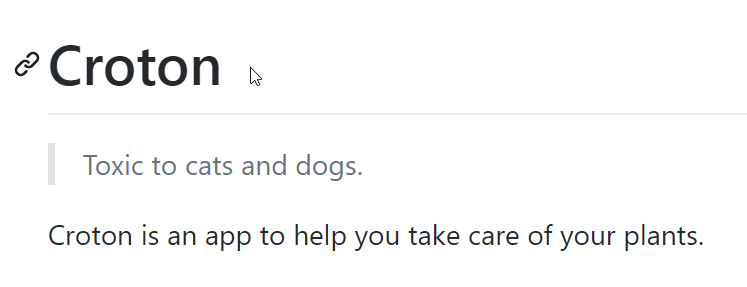 Croton
Toxic to cats and dogs.
Croton is an app to help you take care of your plants.